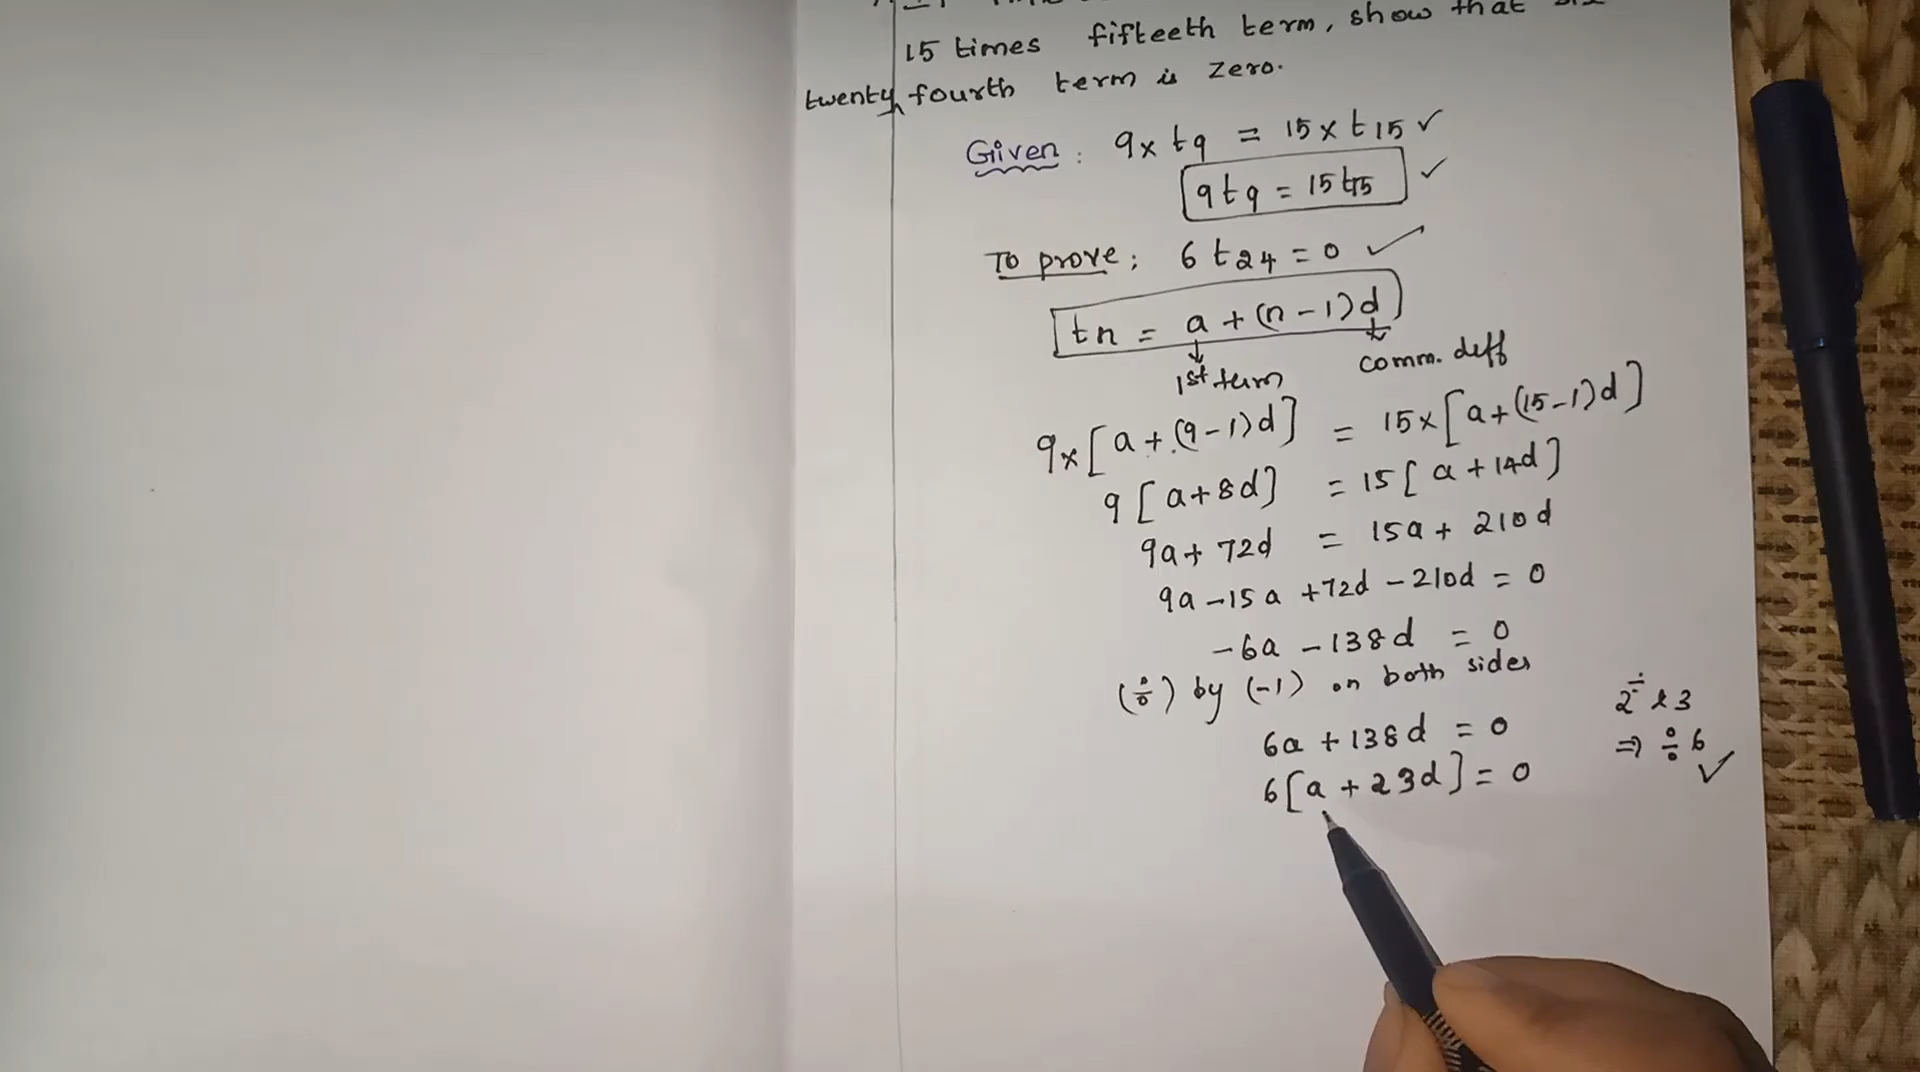 15 times fifteeth term, show that
twenty fourth term is zero.
Given : 9 x t9 = 15 x t15 ✓
9t9 = 15t15 ✓
To prove ; 6 t24 = 0 ✓
tn = a + (n - 1)d
1st term
comm. diff
9x[a + (9 - 1)d] = 15x[a + (15 - 1)d]
9[a + 8d] = 15[a + 14d]
9a + 72d = 15a + 210d
9a - 15a + 72d - 210d = 0
-6a - 138d = 0
(÷) by (-1) on both sides
6a + 138d = 0
6[a + 23d] = 0
2 ÷ & 3
⇒ ÷ 6 ✓